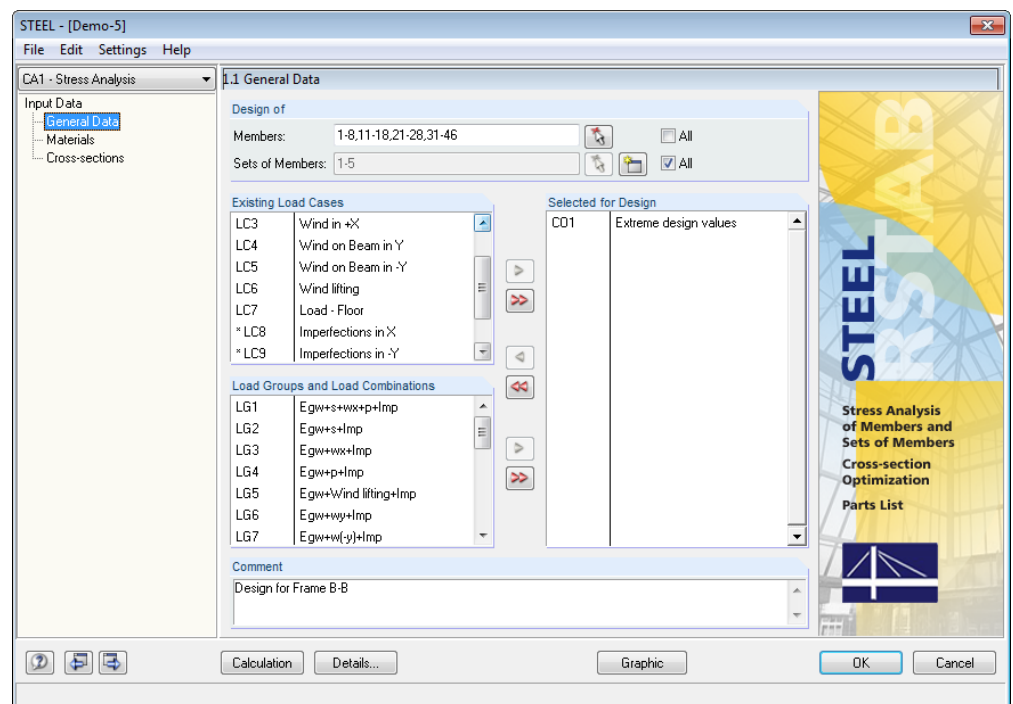 STEEL - [Demo-5]
File Edit Settings Help
CA1 - Stress Analysis
1.1 General Data
Input Data
General Data
Materials
Cross-sections
Design of
Members: 1-8,11-18,21-28,31-46 All
Sets of Members: 1-5 All
Existing Load Cases
LC3 Wind in +X
LC4 Wind on Beam in Y
LC5 Wind on Beam in -Y
LC6 Wind lifting
LC7 Load - Floor
* LC8 Imperfections in X
* LC9 Imperfections in -Y
Load Groups and Load Combinations
LG1 Egw+s+wx+p+Imp
LG2 Egw+s+Imp
LG3 Egw+wx+Imp
LG4 Egw+p+Imp
LG5 Egw+Wind lifting+Imp
LG6 Egw+wy+Imp
LG7 Egw+w(-y)+Imp
Selected for Design
CO1 Extreme design values
Comment
Design for Frame B-B
STEEL
RSTAB
Stress Analysis
of Members and
Sets of Members
Cross-section
Optimization
Parts List
Calculation Details... Graphic OK Cancel